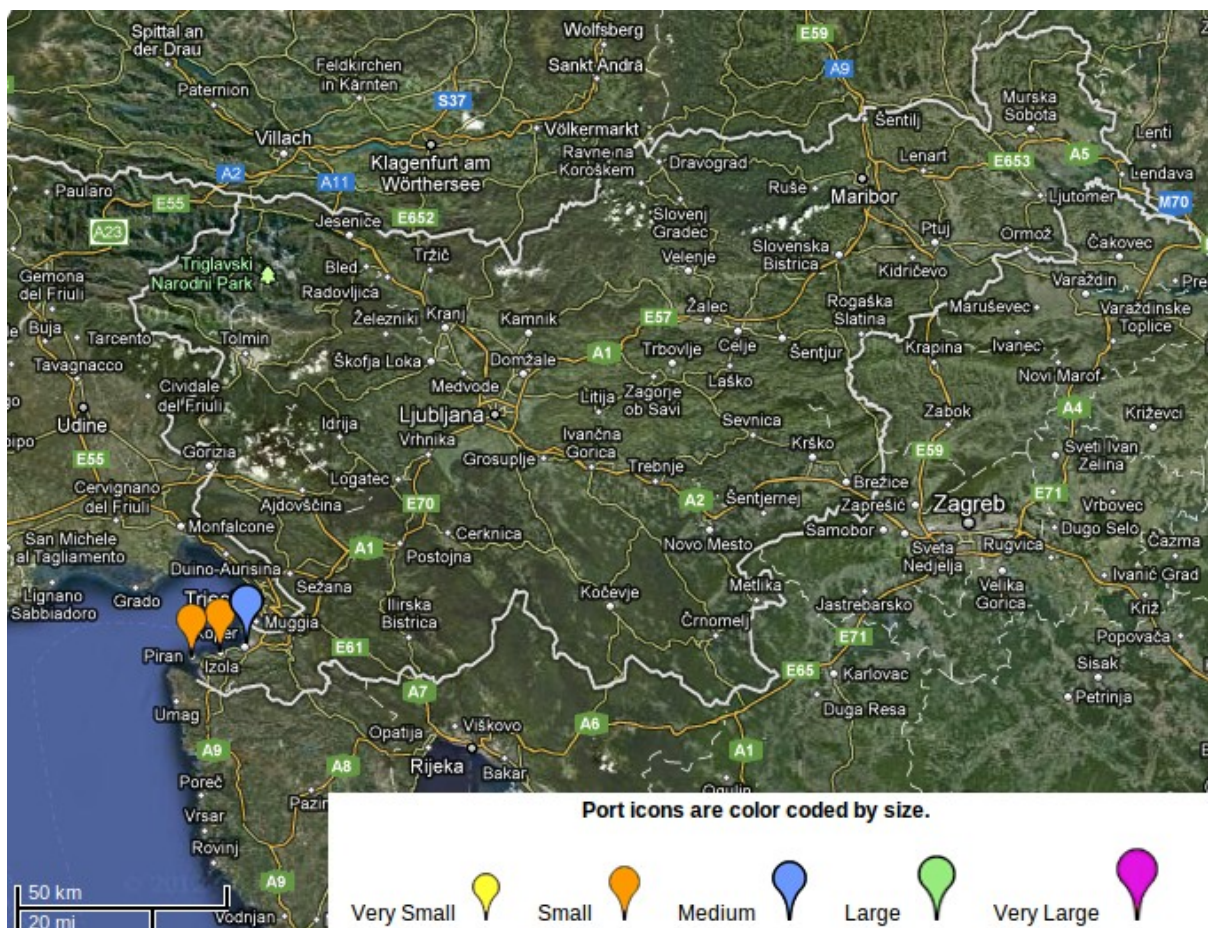 Wolfsberg
E59
Spittal an
der Drau
Feldkirchen
in Kärnten
Sankt Andrä
A9
Paternion
S37
Murska
Sobota
Villach
Völkermarkt
Šentilj
Lenti
Klagenfurt am
Wörthersee
Ravne na
Koroškem
Dravograd
Lenart
E653
A5
A2
A11
Lendava
Paularo
E55
Ruše
Maribor
Ljutomer
M70
E652
Jesenice
Slovenj
Gradec
A23
Ptuj
Ormož
Čakovec
Tržič
Triglavski
Narodni Park
Bled
Velenje
Slovenska
Bistrica
Kidričevo
Gemona
del Friuli
Radovljica
Varaždin
Pre
Buja
Tarcento
Železniki
Kranj
Kamnik
Žalec
E57
Rogaška
Slatina
Maruševec
Varaždinske
Toplice
Tolmin
Škofja Loka
Domžale
A1
Trbovlje
Celje
Šentjur
Krapina
Ivanec
Tavagnacco
Medvode
Laško
Novi Marof
Cividale
del Friuli
Zagorje
ob Savi
Litija
Ljubljana
Zabok
A4
Križevci
Udine
Idrija
Sevnica
Vrhnika
Ivančna
Gorica
Krško
E59
Sveti Ivan
Zelina
E55
Gorizia
Grosuplje
Trebnje
Logatec
Brežice
E71
Cervignano
del Friuli
Ajdovščina
E70
A2
Šentjernej
Zaprešić
Zagreb
Vrbovec
Monfalcone
Cerknica
Novo Mesto
Samobor
Dugo Selo
San Michele
al Tagliamento
A1
Postojna
Sveta
Nedjelja
Rugvica
Čazma
Duino-Aurisina
Sežana
Metlika
Velika
Gorica
Ivanić Grad
Lignano
Sabbiadoro
Grado
Kočevje
Jastrebarsko
Križ
Muggia
Ilirska
Bistrica
Črnomelj
E71
Popovača
Piran
Izola
E61
E65
Karlovac
Sisak
A7
Petrinja
Umag
Duga Resa
Opatija
Viškovo
A6
A9
A1
Rijeka
Bakar
A8
Poreč
Vrsar
Rovinj
A9
Vodnjan
50 km
20 mi
Port icons are color coded by size.
Very Small
Small
Medium
Large
Very Large